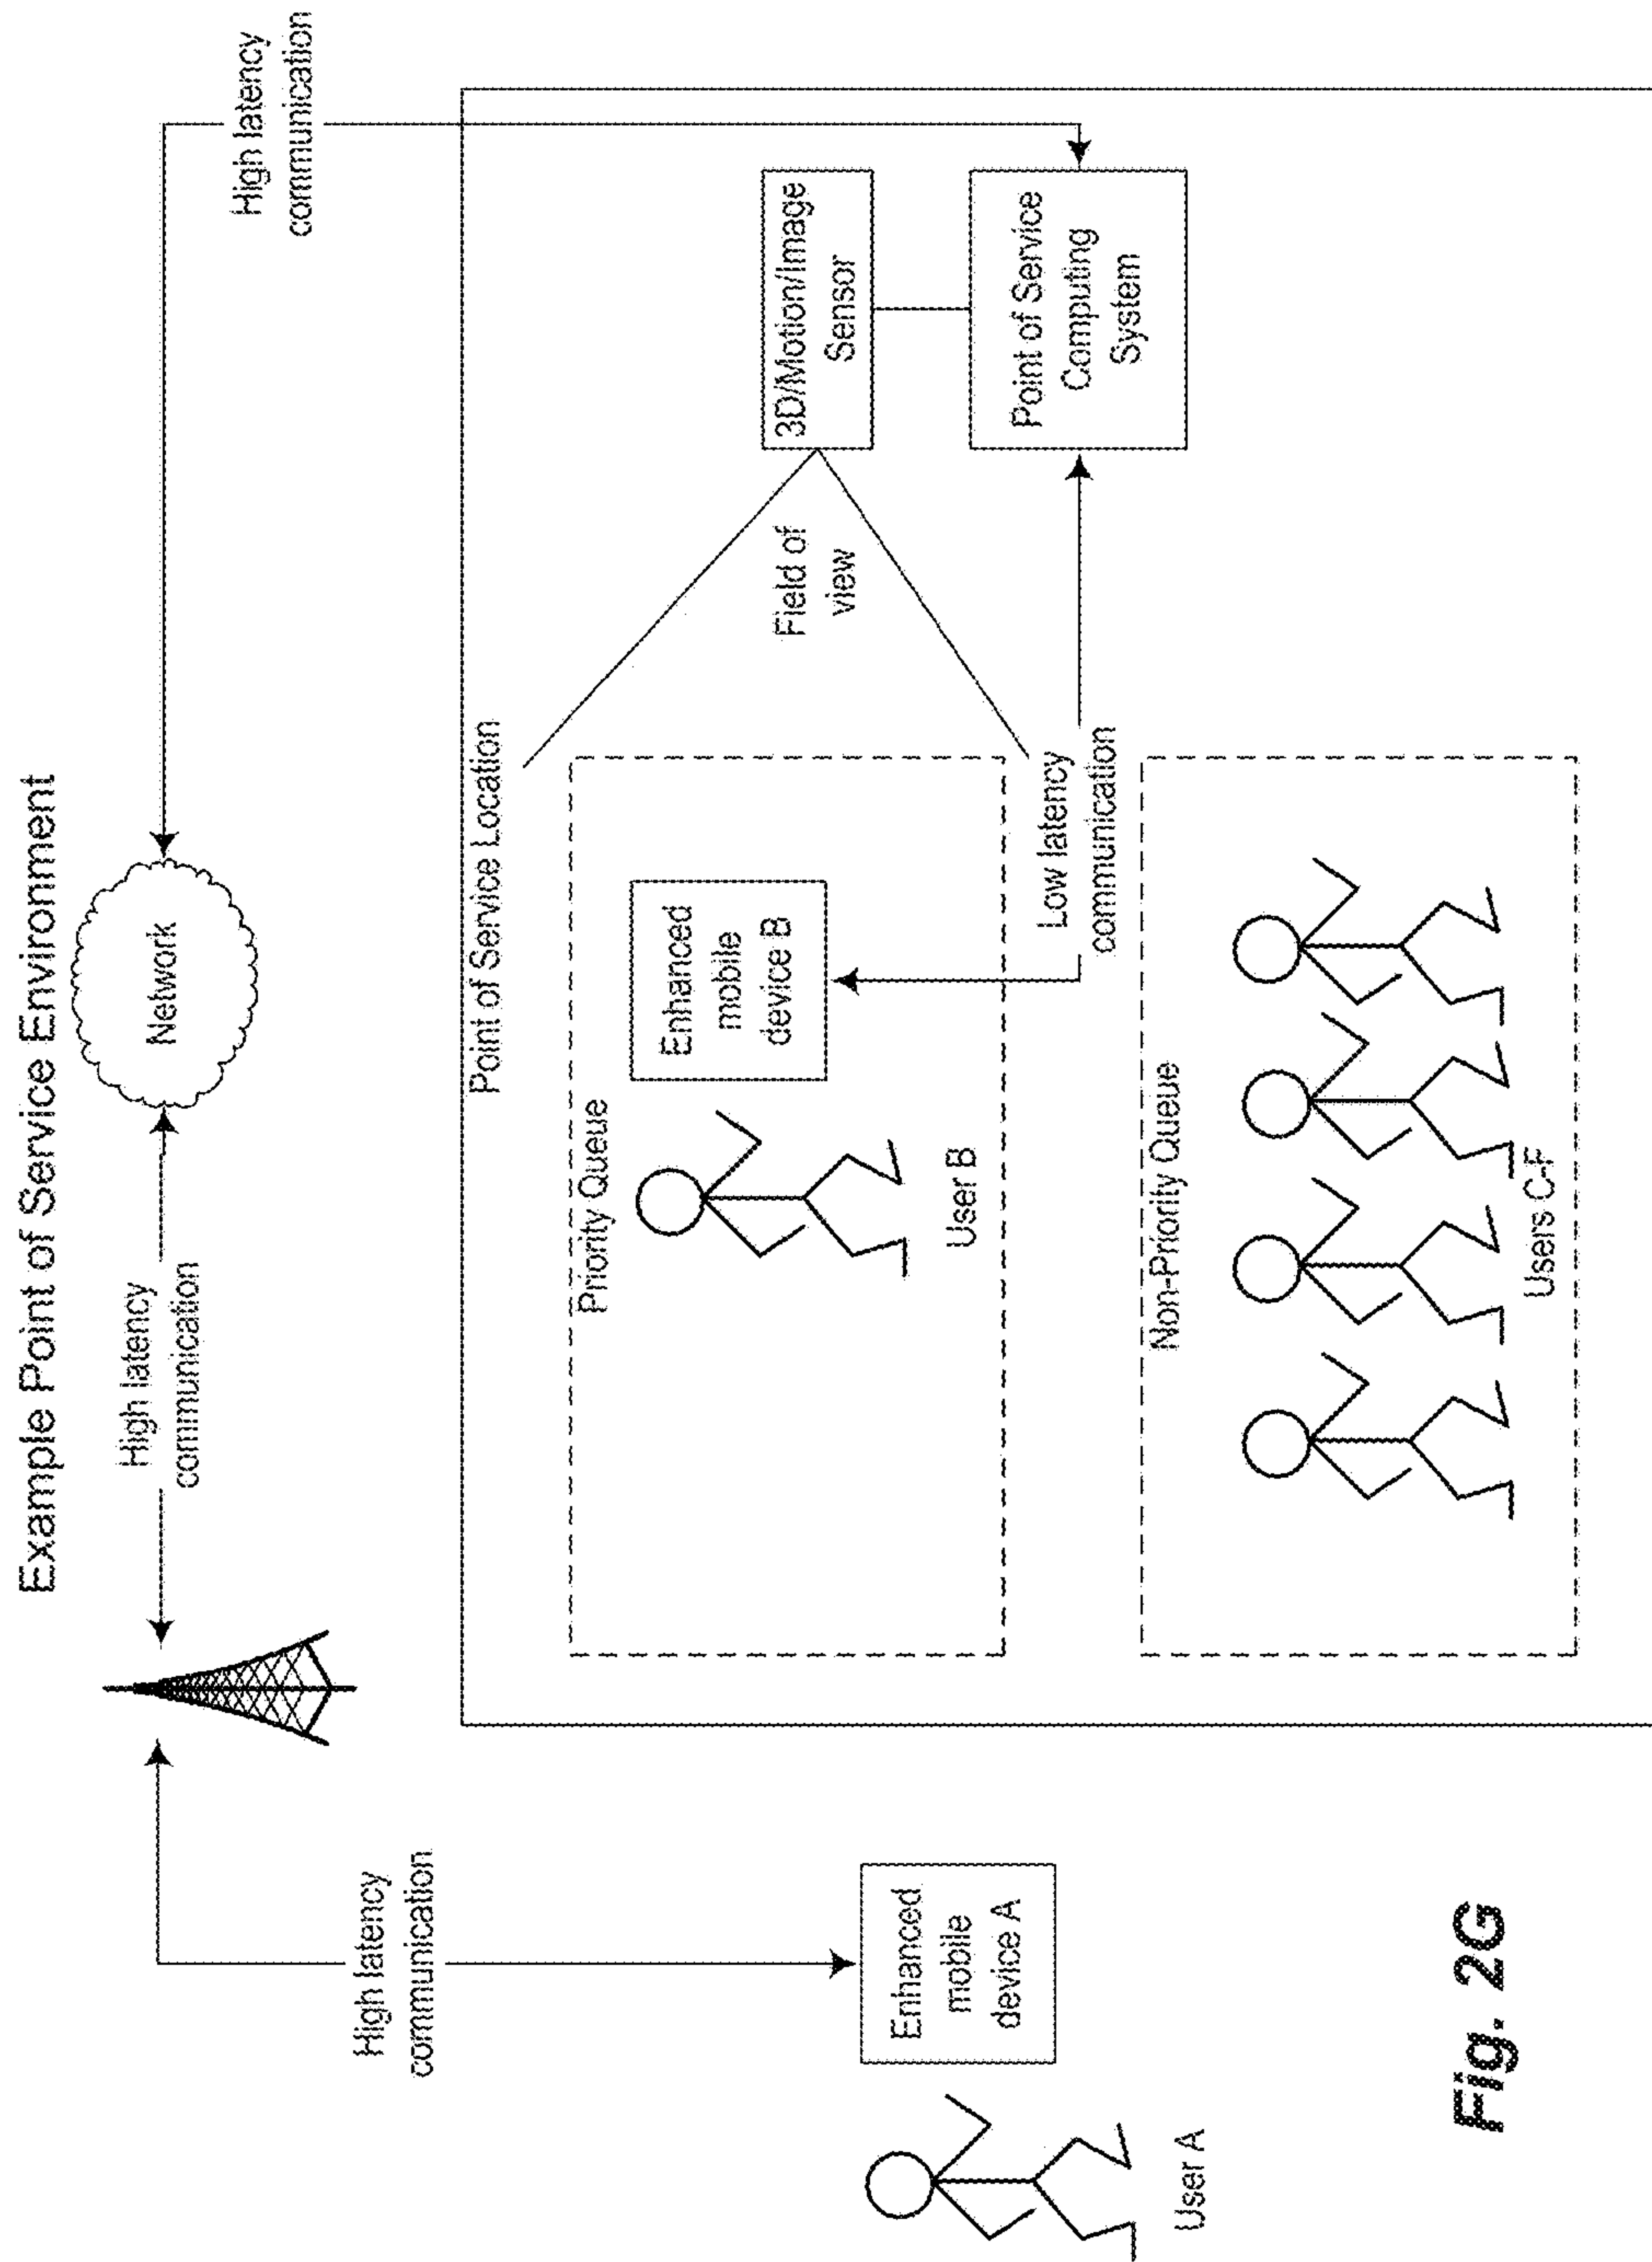 Example Point of Service Environment
High latency
communication
Network
High latency
communication
High latency
communication
Point of Service Location
Priority Queue
Enhanced
mobile
device B
User B
Field of
view
3D/Motion/Image
Sensor
Point of Service
Computing
System
Low latency
communication
Non-Priority Queue
Users C-F
Enhanced
mobile
device A
User A
Fig. 2G